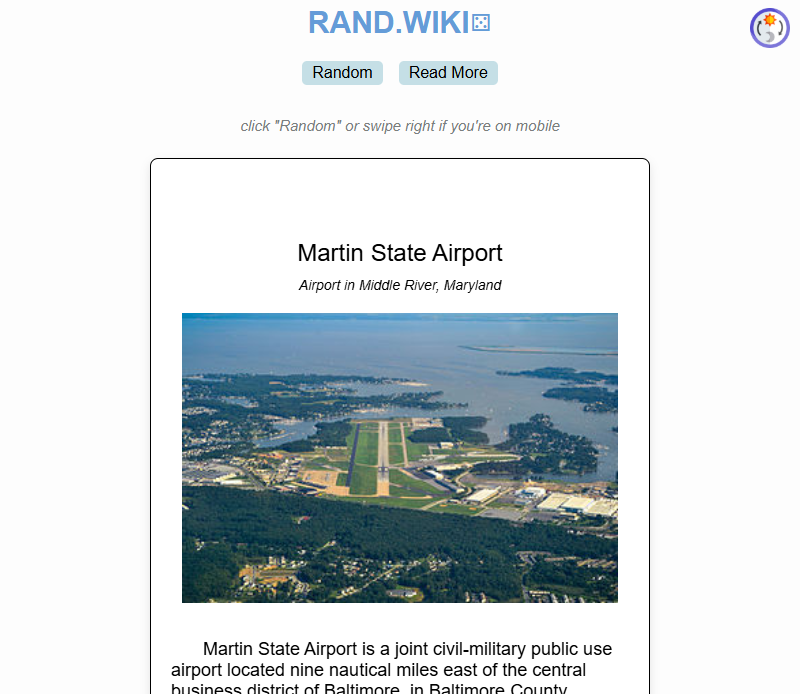 RAND.WIKI
Random Read More
click "Random" or swipe right if you're on mobile
Martin State Airport
Airport in Middle River, Maryland
Martin State Airport is a joint civil-military public use
airport located nine nautical miles east of the central
business district of Baltimore, in Baltimore County,